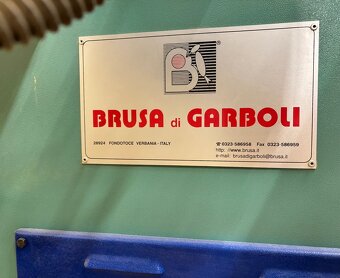 B
BRUSA di GARBOLI
28924 FONDOTOCE VERBANIA - ITALY
☎ 0323-586958 Fax 0323-586959
http: //www.brusa.it
e-mail: brusadigarboli@brusa.it